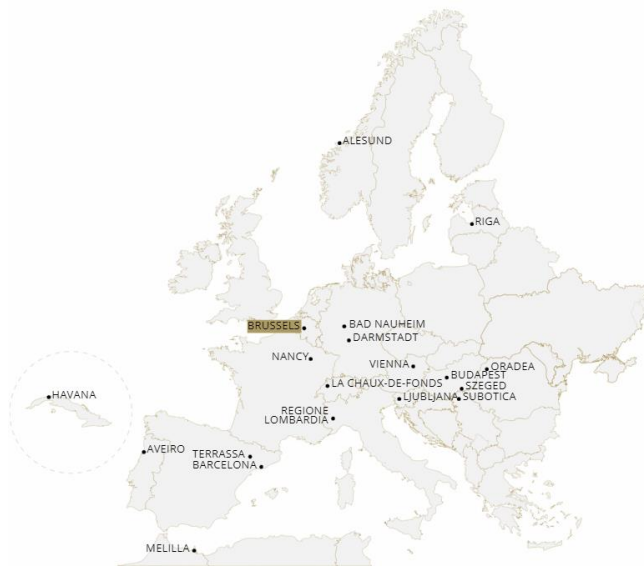 ALESUND
RIGA
BRUSSELS
BAD NAUHEIM
DARMSTADT
NANCY
VIENNA
ORADEA
BUDAPEST
LA CHAUX-DE-FONDS
SZEGED
HAVANA
LJUBLJANA
SUBOTICA
REGIONE
LOMBARDIA
AVEIRO
TERRASSA
BARCELONA
MELILLA